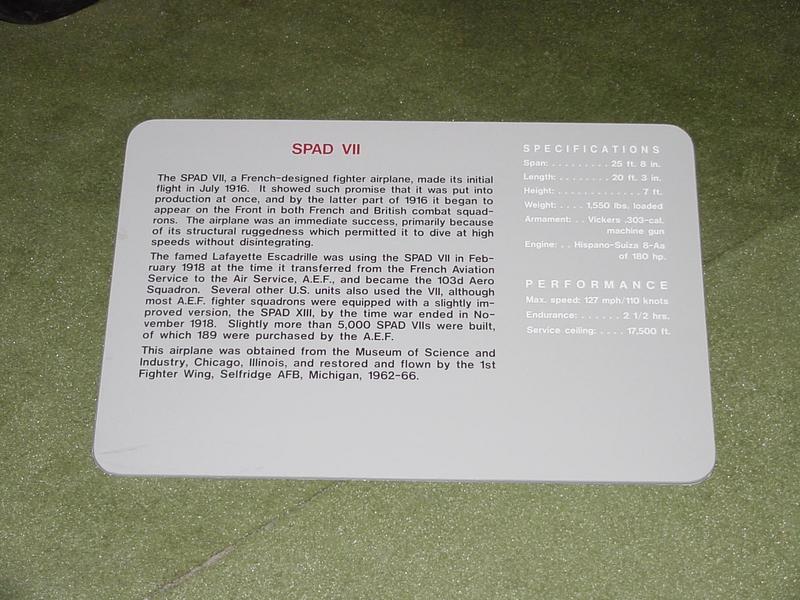 SPAD VII
The SPAD VII, a French-designed fighter airplane, made its initial
flight in July 1916. It showed such promise that it was put into
production at once, and by the latter part of 1916 it began to
appear on the Front in both French and British combat squad-
rons. The airplane was an immediate success, primarily because
of its structural ruggedness which permitted it to dive at high
speeds without disintegrating.
The famed Lafayette Escadrille was using the SPAD VII in Feb-
ruary 1918 at the time it transferred from the French Aviation
Service to the Air Service, A.E.F., and became the 103d Aero
Squadron. Several other U.S. units also used the VII, although
most A.E.F. fighter squadrons were equipped with a slightly im-
proved version, the SPAD XIII, by the time war ended in No-
vember 1918. Slightly more than 5,000 SPAD VIIs were built,
of which 189 were purchased by the A.E.F.
This airplane was obtained from the Museum of Science and
Industry, Chicago, Illinois, and restored and flown by the 1st
Fighter Wing, Selfridge AFB, Michigan, 1962-66.
SPECIFICATIONS
Span: . . . . . . . . . 25 ft. 8 in.
Length: . . . . . . . . 20 ft. 3 in.
Height: . . . . . . . . . . . . . 7 ft.
Weight: . . . . 1,550 lbs. loaded
Armament: . . Vickers .303-cal.
machine gun
Engine: . . Hispano-Suiza 8-Aa
of 180 hp.
PERFORMANCE
Max. speed: 127 mph/110 knots
Endurance: . . . . . . 2 1/2 hrs.
Service ceiling: . . . . 17,500 ft.